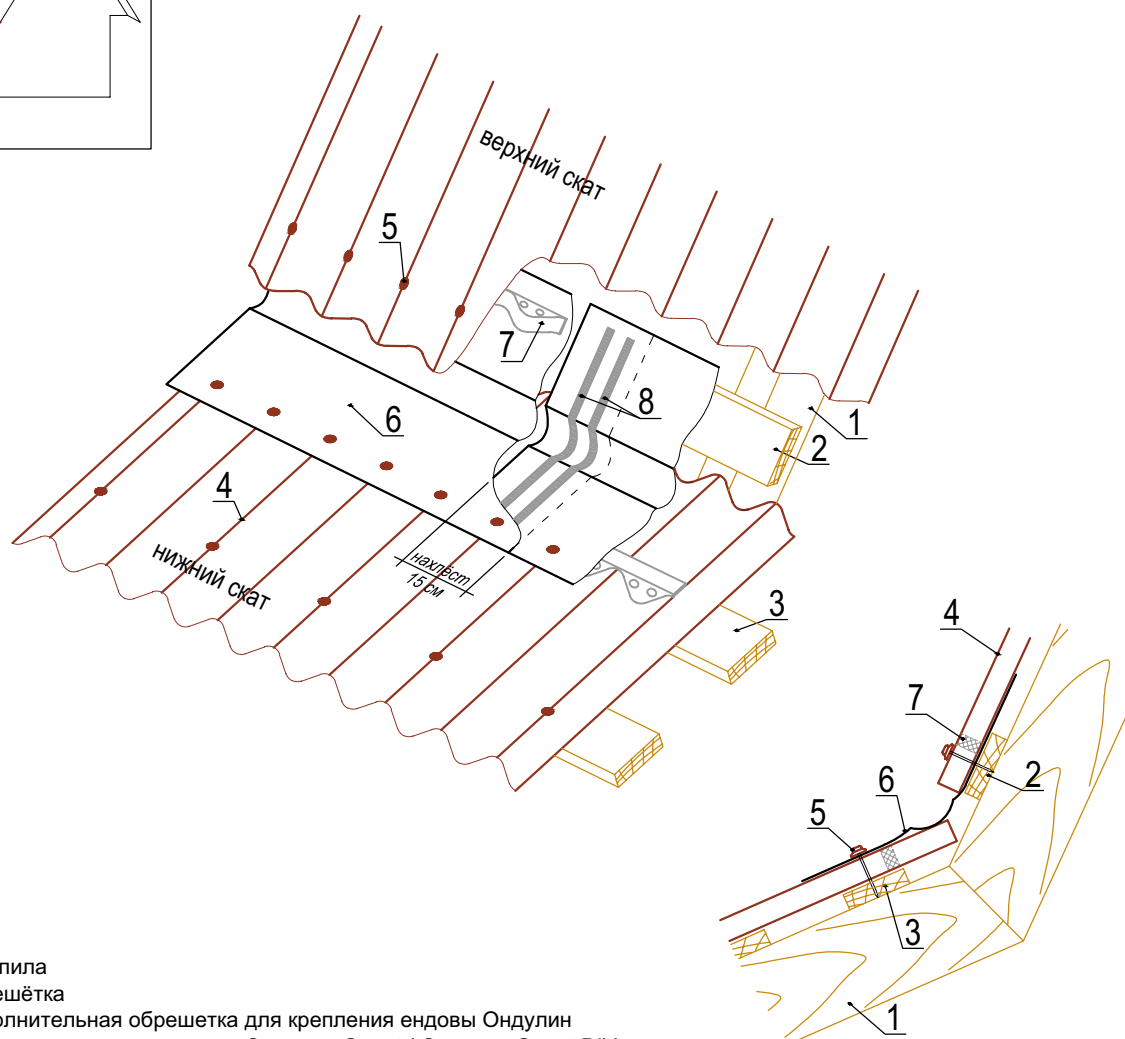 верхний скат
5
7
8
1
2
6
4
нижний скат
нахлёст
15 см
3
4
7
2
6
5
3
1
пила
ешётка
олнительная обрешетка для крепления ендовы Ондулин